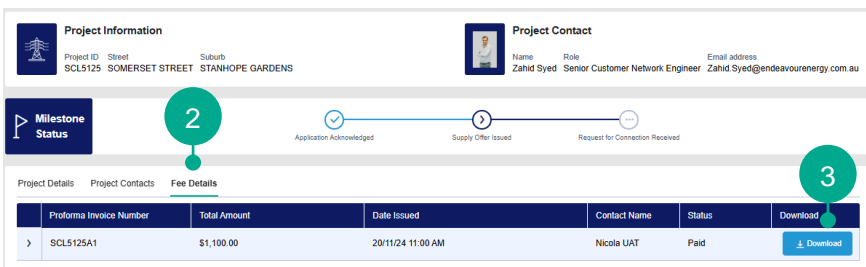 Project Information
Project ID Street Suburb
SCL5125 SOMERSET STREET STANHOPE GARDENS
Project Contact
Name Role Email address
Zahid Syed Senior Customer Network Engineer Zahid.Syed@endeavourenergy.com.au
Milestone
Status
2
Application Acknowledged
Supply Offer Issued
Request for Connection Received
Project Details Project Contacts Fee Details
3
Proforma Invoice Number Total Amount Date Issued Contact Name Status Download
SCL5125A1 $1,100.00 20/11/24 11:00 AM Nicola UAT Paid Download